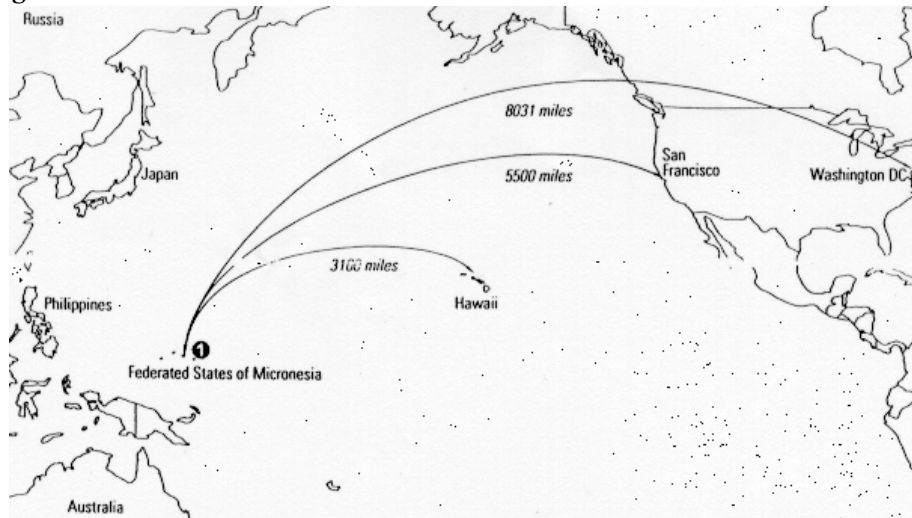 Russia
8031 miles
Japan
San
Francisco
5500 miles
Washington DC
3100 miles
Hawaii
Philippines
1
Federated States of Micronesia
Australia